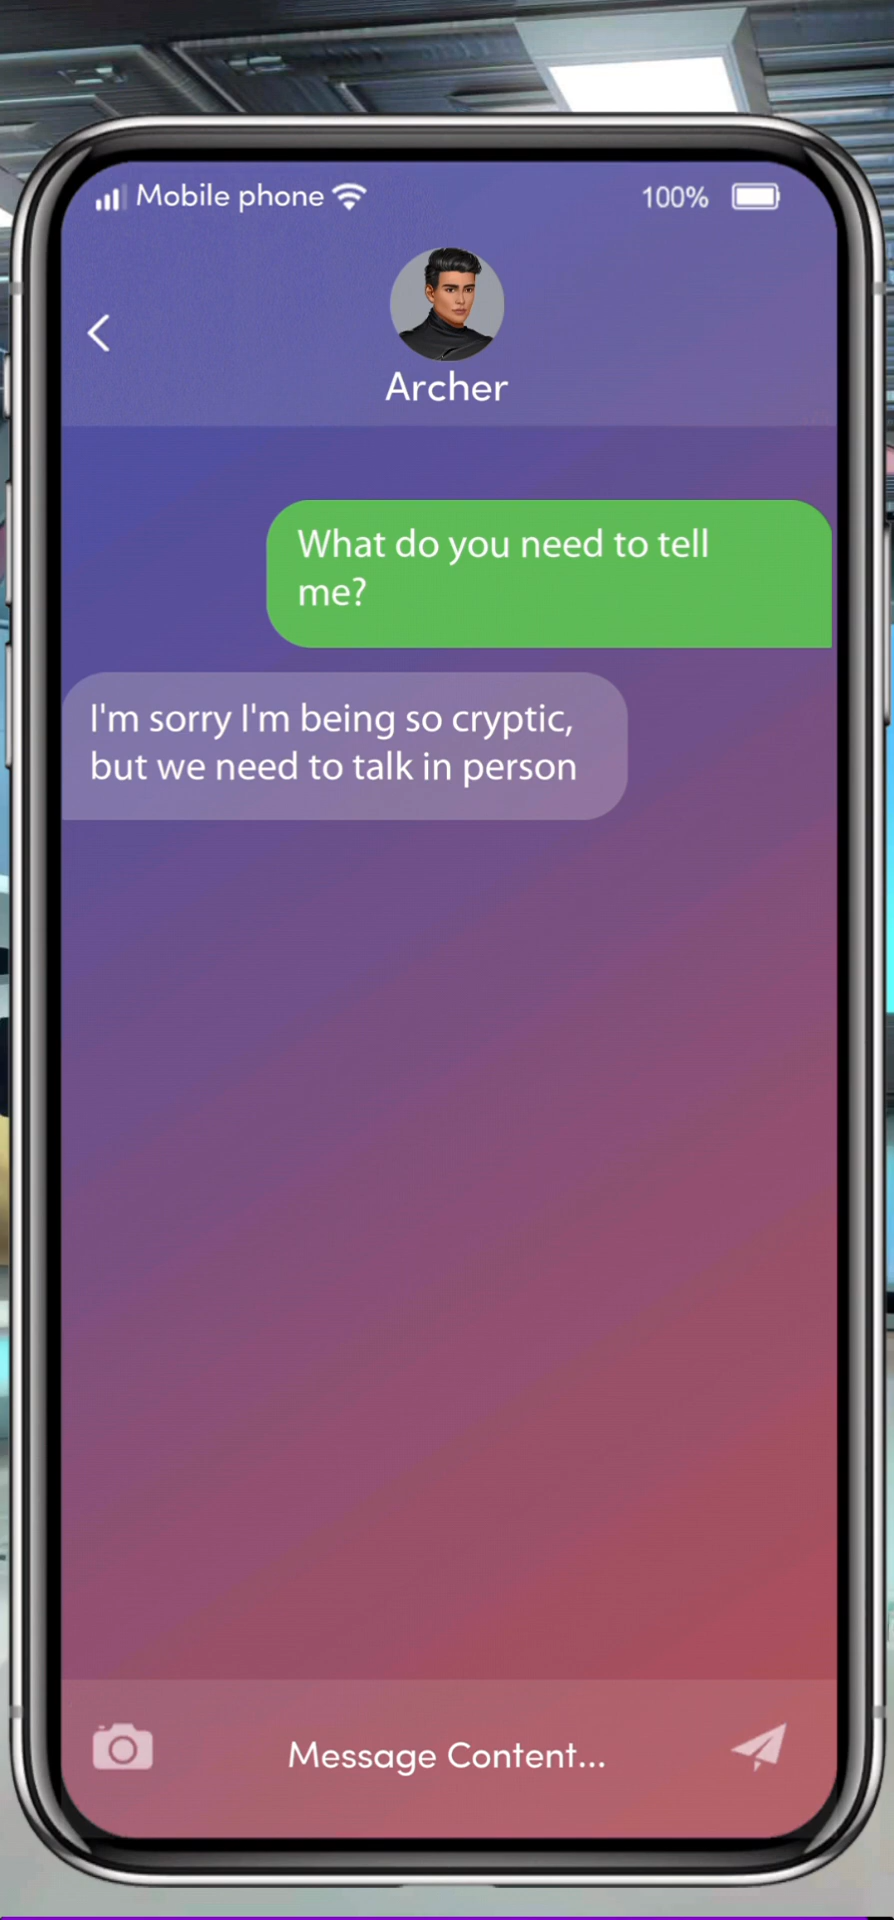 Mobile phone 100%
Archer
What do you need to tell
me?
I'm sorry I'm being so cryptic,
but we need to talk in person
Message Content...